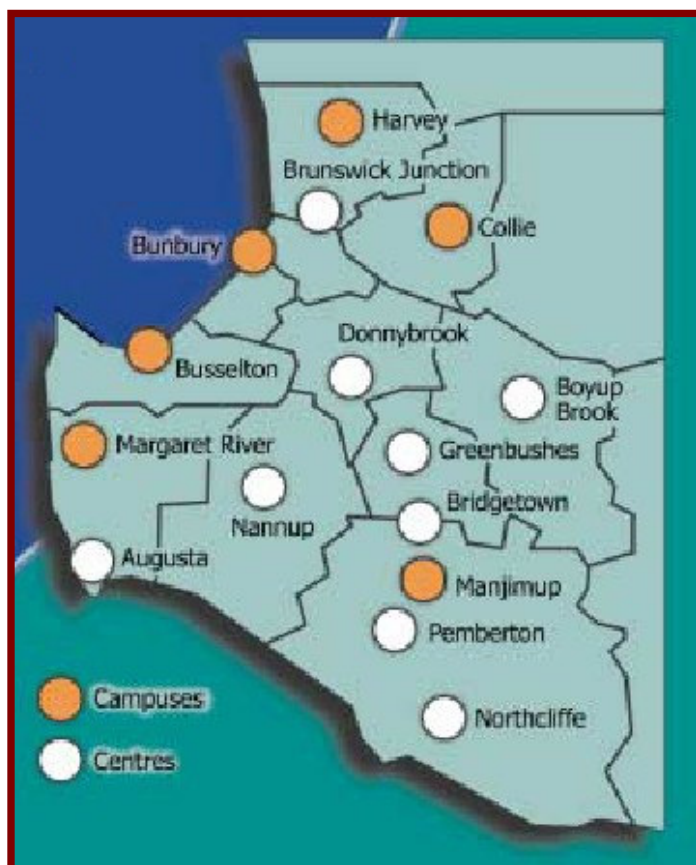 Harvey
Brunswick Junction
Bunbury
Collie
Donnybrook
Busselton
Boyup
Brook
Margaret River
Greenbushes
Nannup
Bridgetown
Augusta
Manjimup
Pemberton
Campuses
Northcliffe
Centres